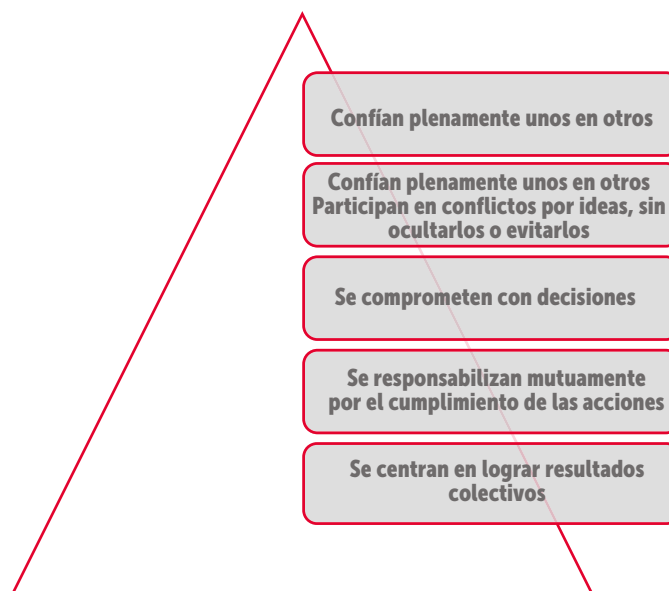 Confían plenamente unos en otros
Confían plenamente unos en otros
Participan en conflictos por ideas, sin
ocultarlos o evitarlos
Se comprometen con decisiones
Se responsabilizan mutuamente
por el cumplimiento de las acciones
Se centran en lograr resultados
colectivos